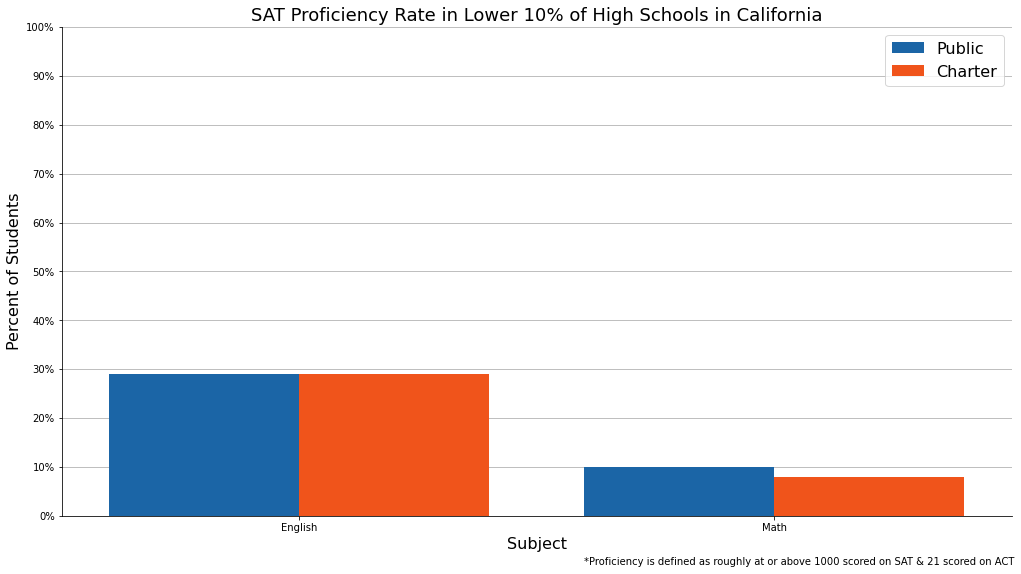 SAT Proficiency Rate in Lower 10% of High Schools in California
100%
90%
80%
70%
60%
50%
40%
30%
20%
10%
0%
Percent of Students
Public
Charter
English
Math
Subject
*Proficiency is defined as roughly at or above 1000 scored on SAT & 21 scored on ACT